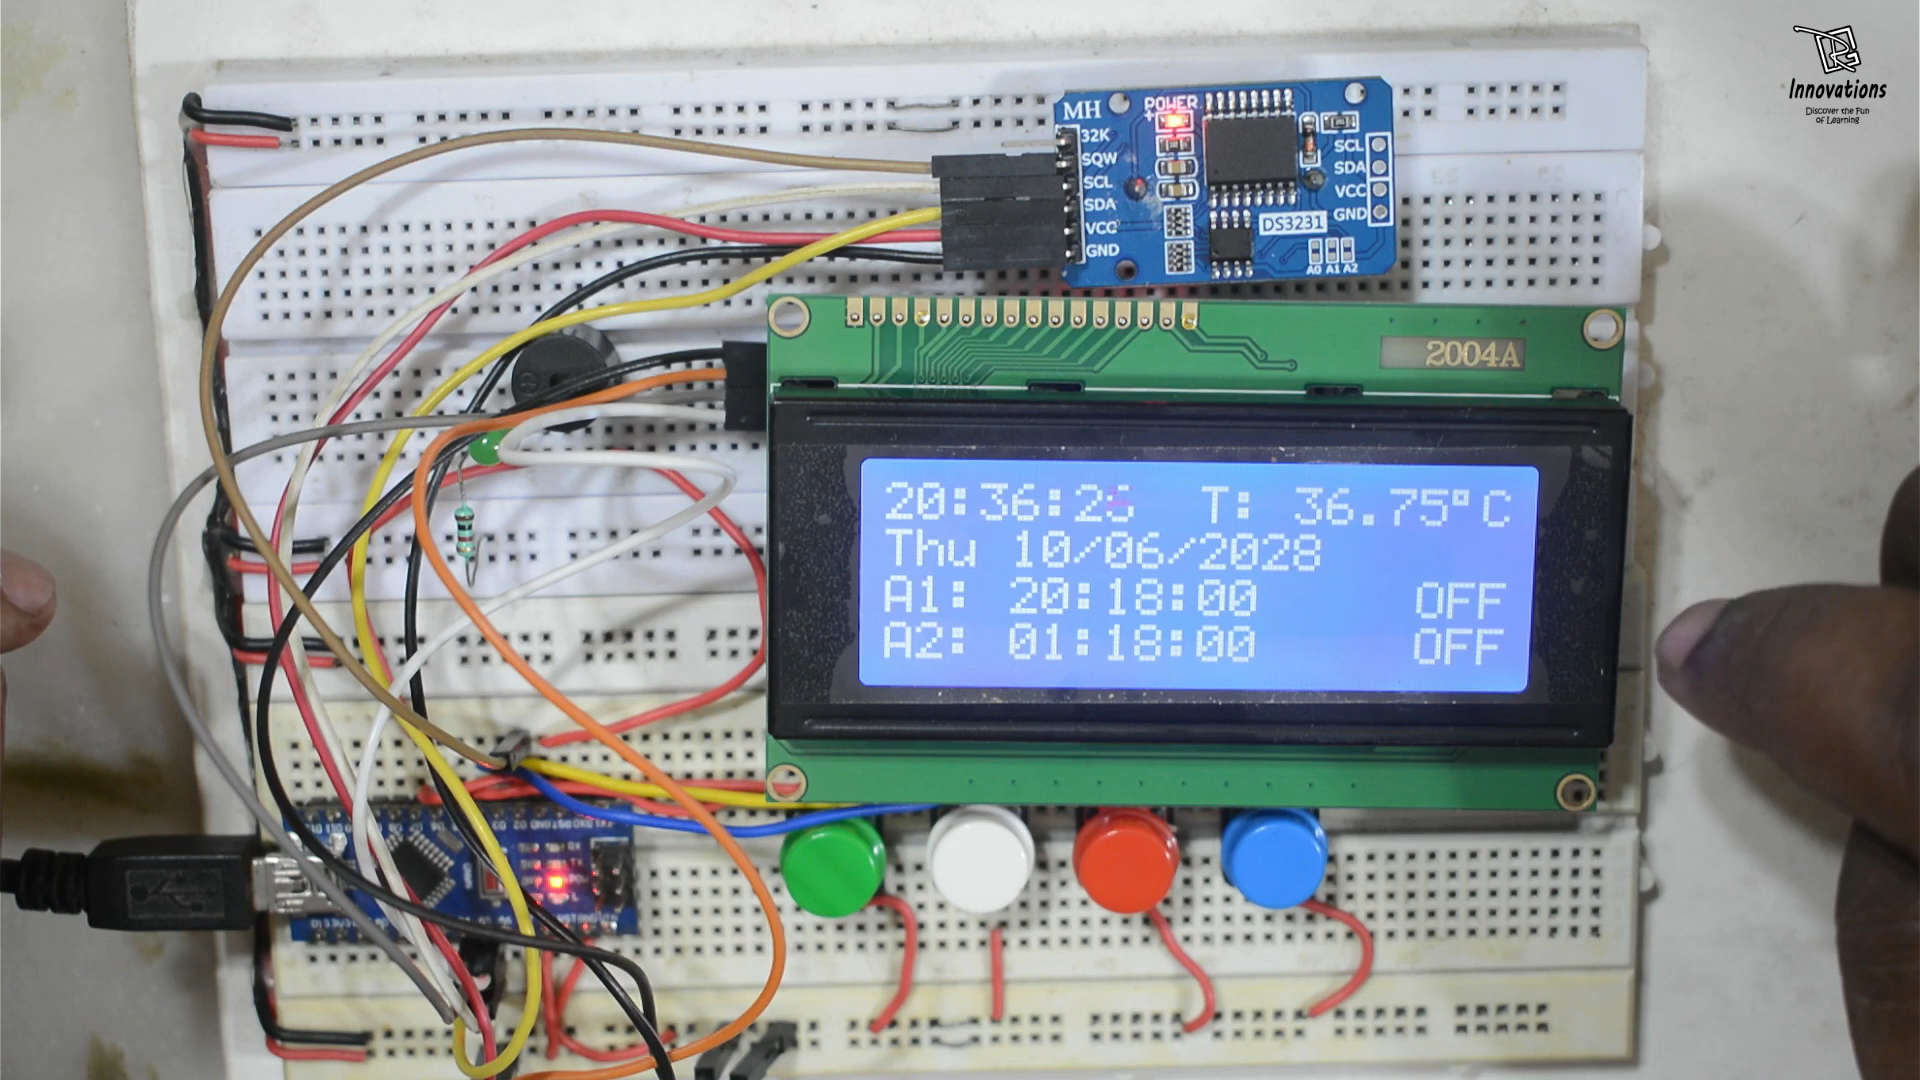 Innovations
Discover the Fun
of Learning
MH
POWER
+
32K
SQW
SCL
SDA
VCC
GND
SCL
SDA
VCC
GND
DS3231
A0 A1 A2
2004A
T: 36.75°C
Thu 10/06/2028
A1: 20:18:00 OFF
A2: 01:18:00 OFF